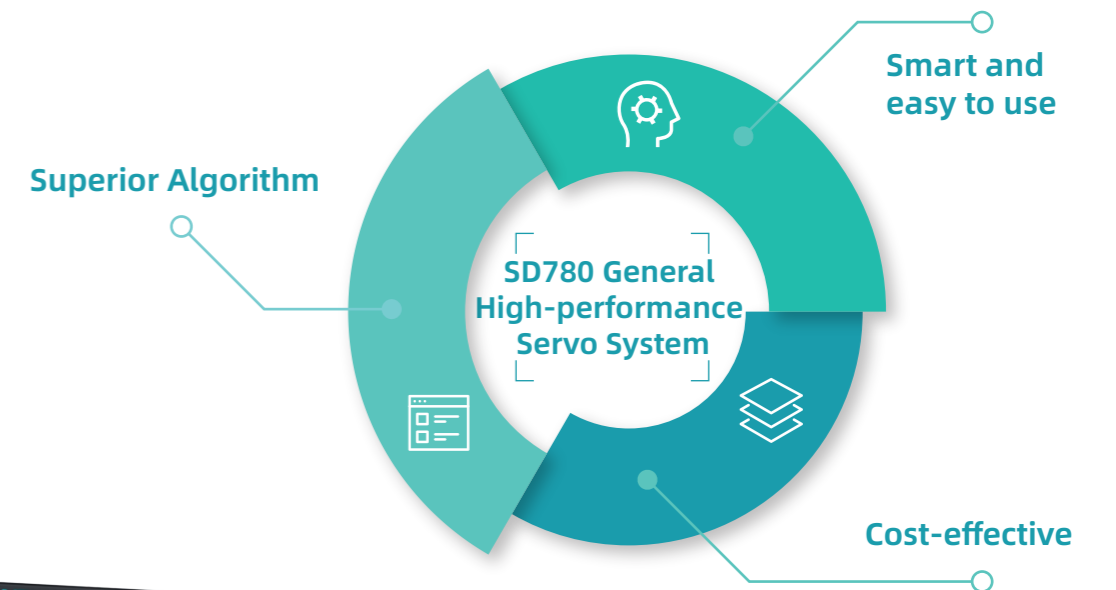 Smart and
easy to use
Superior Algorithm
SD780 General
High-performance
Servo System
Cost-effective